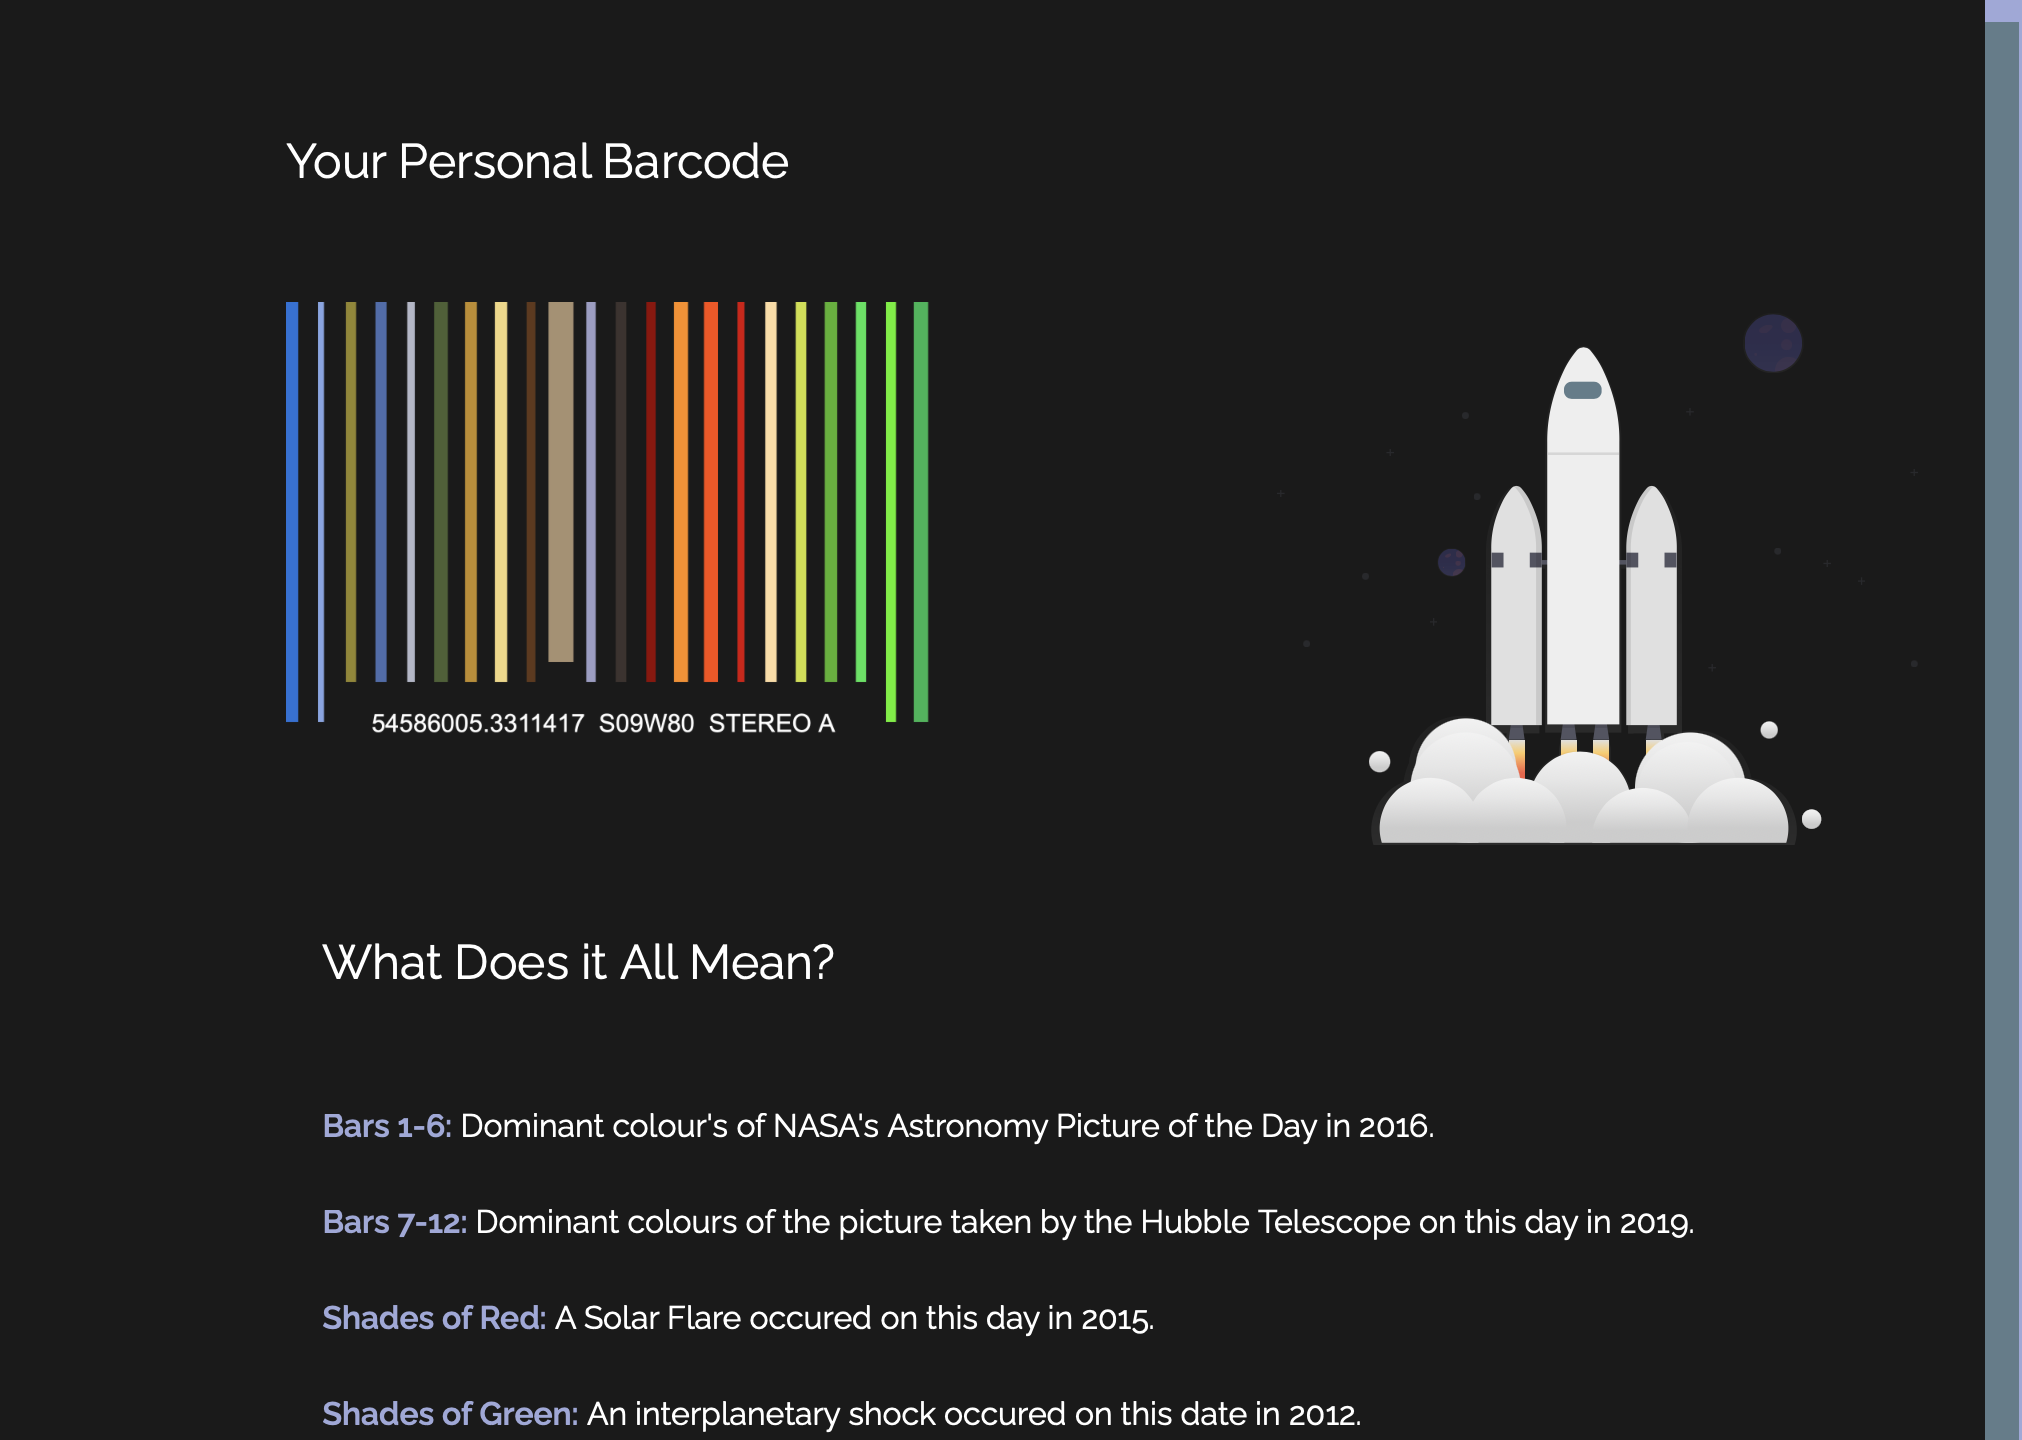 Your Personal Barcode
54586005.3311417 S09W80 STEREO A
What Does it All Mean?
Bars 1-6: Dominant colour's of NASA's Astronomy Picture of the Day in 2016.
Bars 7-12: Dominant colours of the picture taken by the Hubble Telescope on this day in 2019.
Shades of Red: A Solar Flare occured on this day in 2015.
Shades of Green: An interplanetary shock occured on this date in 2012.